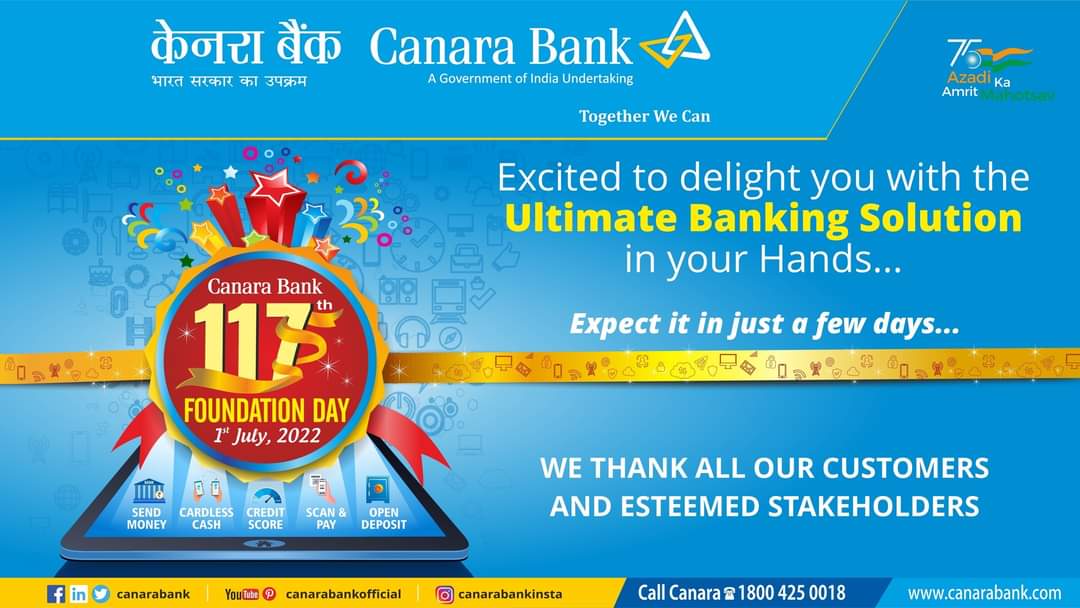 केनरा बैंक
भारत सरकार का उपक्रम
Canara Bank
A Government of India Undertaking
Together We Can
75
Azadi Ka
Amrit Mahotsav
Excited to delight you with the
Ultimate Banking Solution
in your Hands...
Expect it in just a few days...
Canara Bank
117th
FOUNDATION DAY
1st July, 2022
SEND
MONEY
CARDLESS
CASH
CREDIT
SCORE
SCAN &
PAY
OPEN
DEPOSIT
WE THANK ALL OUR CUSTOMERS
AND ESTEEMED STAKEHOLDERS
canarabank
YouTube canarabankofficial
canarabankinsta
Call Canara ☎ 1800 425 0018
www.canarabank.com